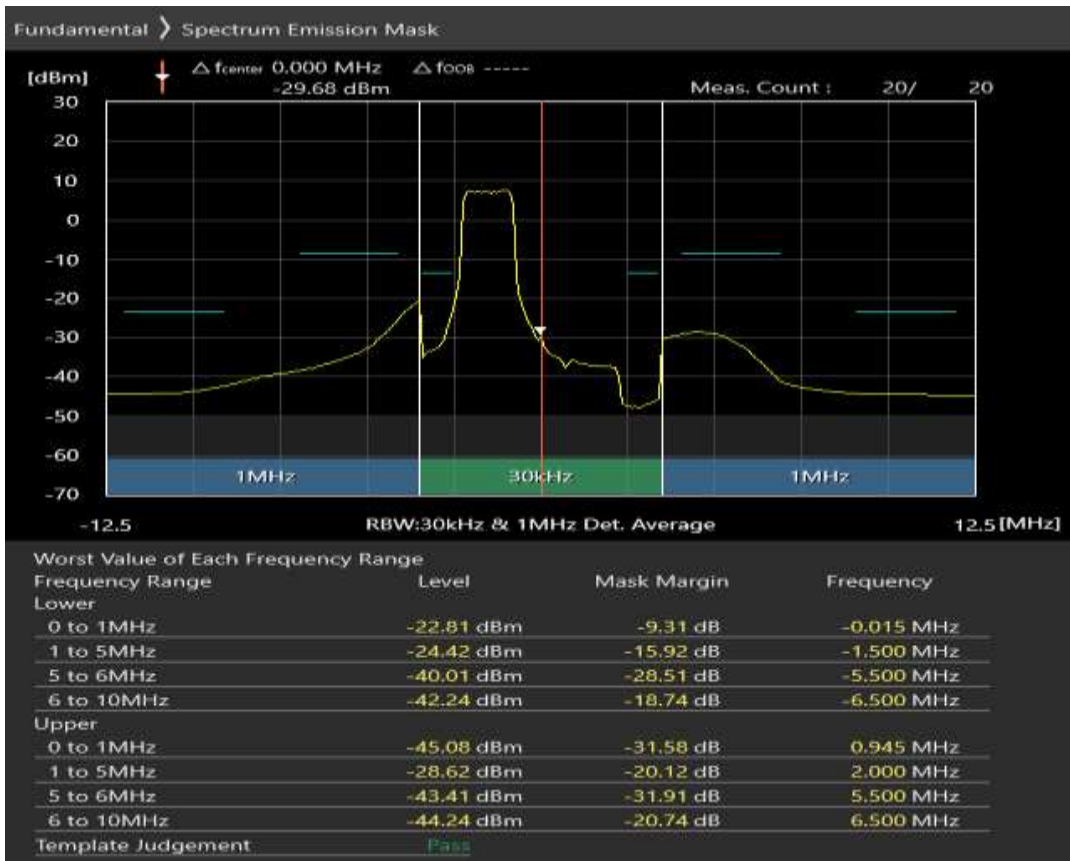 Fundamental ❭ Spectrum Emission Mask
△ fcenter 0.000 MHz △ fOOB -----
[dBm] -29.68 dBm Meas. Count : 20/ 20
30
20
10
0
-10
-20
-30
-40
-50
-60
1MHz 30kHz 1MHz
-70
-12.5 RBW:30kHz & 1MHz Det. Average 12.5 [MHz]
Worst Value of Each Frequency Range
Frequency Range Level Mask Margin Frequency
Lower
0 to 1MHz -22.81 dBm -9.31 dB -0.015 MHz
1 to 5MHz -24.42 dBm -15.92 dB -1.500 MHz
5 to 6MHz -40.01 dBm -28.51 dB -5.500 MHz
6 to 10MHz -42.24 dBm -18.74 dB -6.500 MHz
Upper
0 to 1MHz -45.08 dBm -31.58 dB 0.945 MHz
1 to 5MHz -28.62 dBm -20.12 dB 2.000 MHz
5 to 6MHz -43.41 dBm -31.91 dB 5.500 MHz
6 to 10MHz -44.24 dBm -20.74 dB 6.500 MHz
Template Judgement Pass